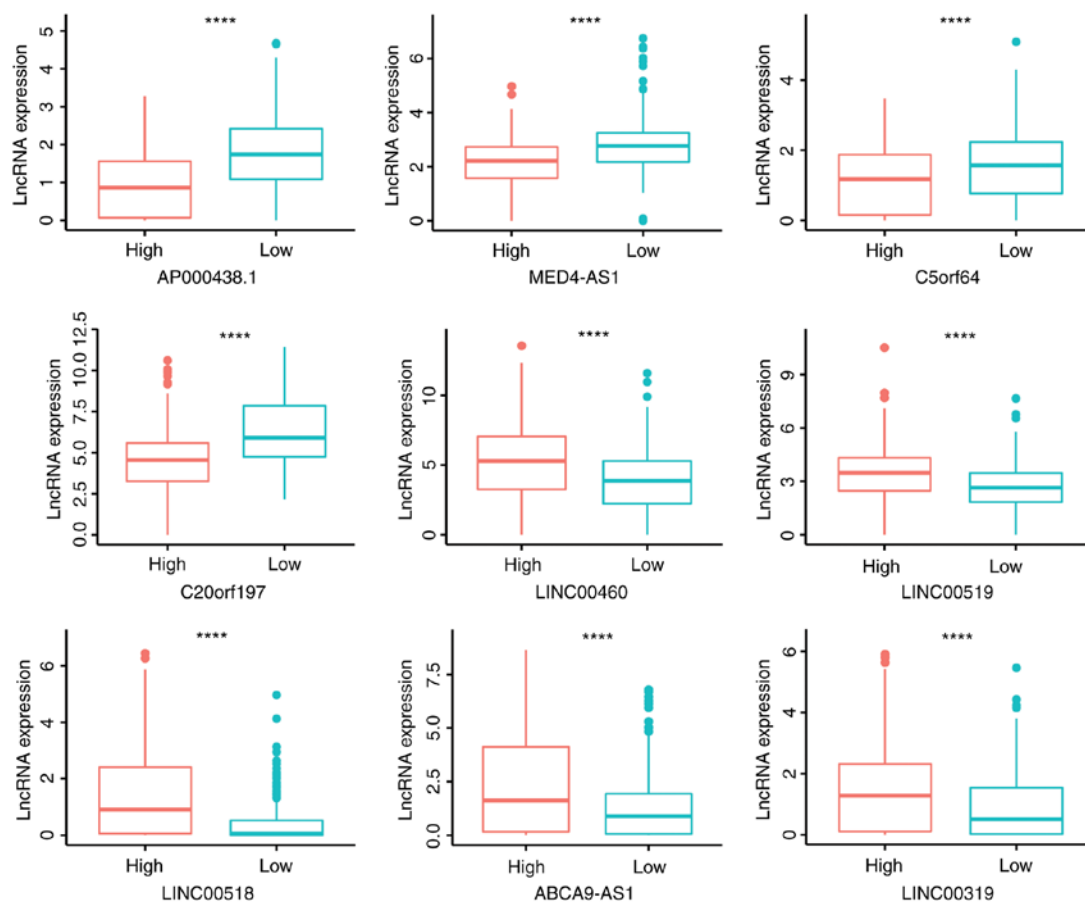 ****
LncRNA expression
5
4
3
2
1
0
High Low
AP000438.1
****
LncRNA expression
6
4
2
0
High Low
MED4-AS1
****
LncRNA expression
4
2
0
High Low
C5orf64
****
LncRNA expression
12.5
10.0
7.5
5.0
2.5
0.0
High Low
C20orf197
****
LncRNA expression
10
5
0
High Low
LINC00460
****
LncRNA expression
9
6
3
0
High Low
LINC00519
****
LncRNA expression
6
4
2
0
High Low
LINC00518
****
LncRNA expression
7.5
5.0
2.5
0.0
High Low
ABCA9-AS1
****
LncRNA expression
6
4
2
0
High Low
LINC00319